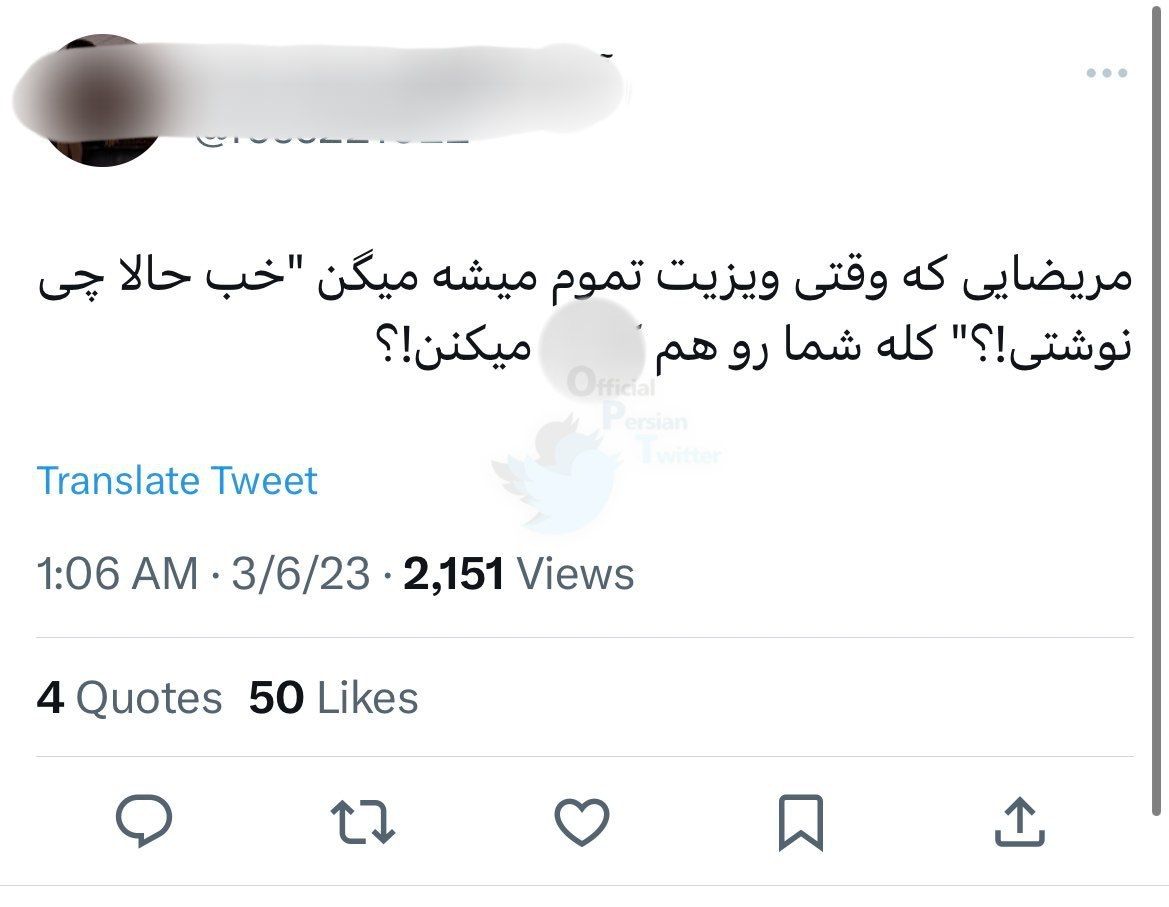 مریضایی که وقتی ویزیت تموم میشه میگن "خب حالا چی
نوشتی!؟" کله شما رو هم میکنن!؟
Official
Persian
Twitter
Translate Tweet
1:06 AM · 3/6/23 · 2,151 Views
4 Quotes 50 Likes